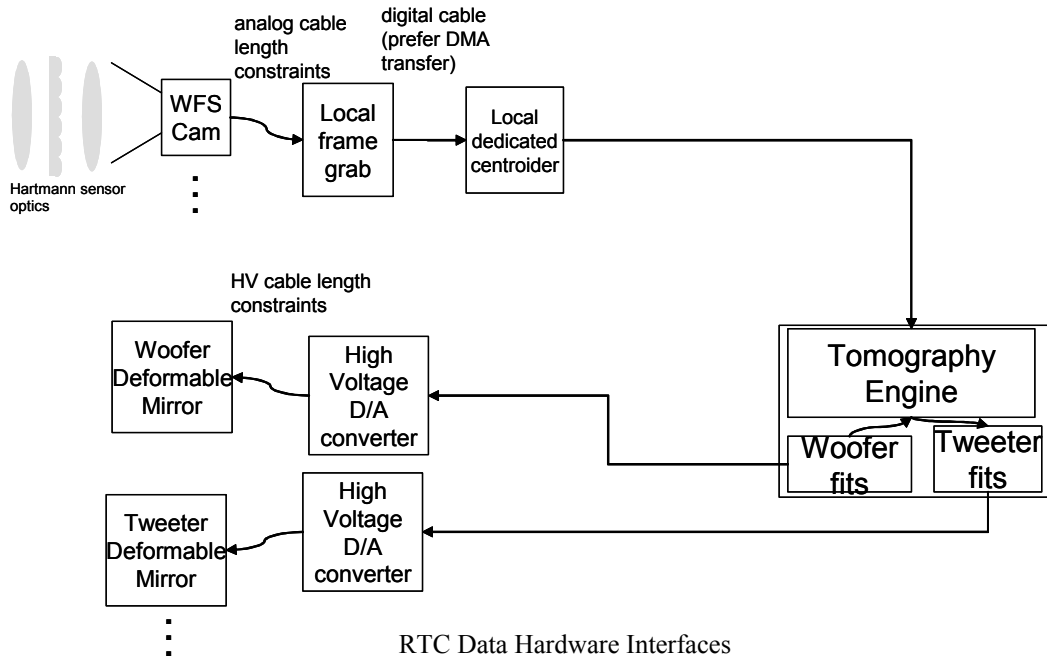 analog cable
length
constraints
digital cable
(prefer DMA
transfer)
WFS
Cam
Local
frame
grab
Local
dedicated
centroider
Hartmann sensor
optics
HV cable length
constraints
Woofer
Deformable
Mirror
High
Voltage
D/A
converter
Tomography
Engine
Woofer
fits
Tweeter
fits
Tweeter
Deformable
Mirror
High
Voltage
D/A
converter
RTC Data Hardware Interfaces